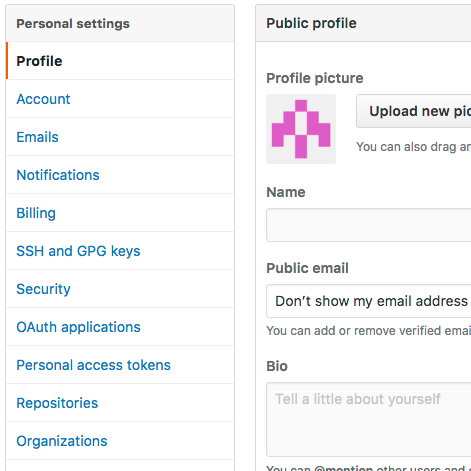 Personal settings
Profile
Account
Emails
Notifications
Billing
SSH and GPG keys
Security
OAuth applications
Personal access tokens
Repositories
Organizations
Public profile
Profile picture
Upload new pic
You can also drag an
Name
Public email
Don’t show my email address
You can add or remove verified emai
Bio
Tell a little about yourself
You can @mention other users and